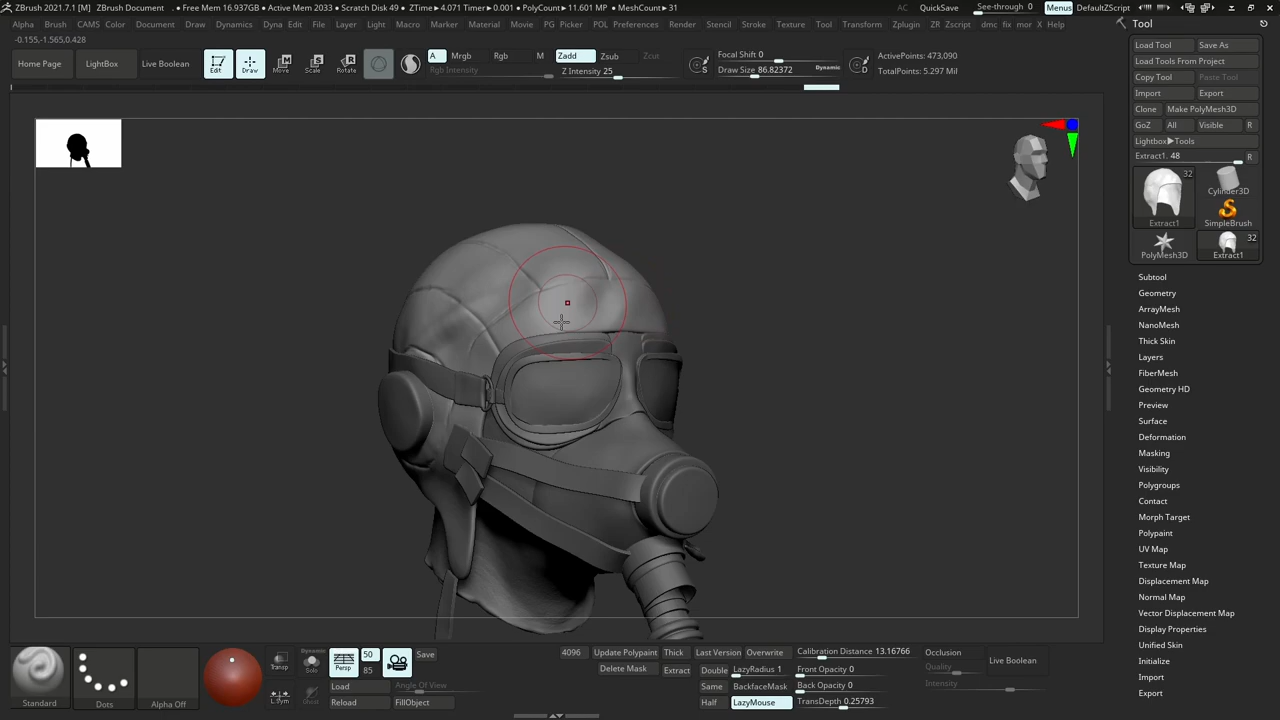 ZBrush 2021.7.1 [M] ZBrush Document . • Free Mem 16.937GB • Active Mem 2033 • Scratch Disk 49 • ZTime▸4.071 Timer▸0.001 • PolyCount▸11.601 MP • MeshCount▸31 AC QuickSave See-through 0 Menus DefaultZScript
Alpha Brush CAMS Color Document Draw Dynamics Dyna Edit File Layer Light Macro Marker Material Movie PG Picker POL Preferences Render Shader Stencil Stroke Texture Tool Transform Zplugin ZR Zscript dmc fix mor X Help
-0.155,-1.565,0.428
Home Page LightBox Live Boolean Edit Draw Move Scale Rotate A Mrgb Rgb M Zadd Zsub Zcut Focal Shift 0 ActivePoints: 473,090
Rgb Intensity Z Intensity 25 Draw Size 86.82372 Dynamic TotalPoints: 5.297 Mil
S D
Tool
Load Tool Save As
Load Tools From Project
Copy Tool Paste Tool
Import Export
Clone Make PolyMesh3D
GoZ All Visible R
Lightbox▶Tools
Extract1. 48 R
32
Cylinder3D
Extract1 SimpleBrush
32
PolyMesh3D Extract1
Subtool
Geometry
ArrayMesh
NanoMesh
Thick Skin
Layers
FiberMesh
Geometry HD
Preview
Surface
Deformation
Masking
Visibility
Polygroups
Contact
Morph Target
Polypaint
UV Map
Texture Map
Displacement Map
Normal Map
Vector Displacement Map
Display Properties
Unified Skin
Initialize
Import
Export
Standard Dots Alpha Off
Transp Dynamic Solo Persp 50 85 Save
L.Sym Ghost Load Angle Of View
Reload FillObject
4096 Update Polypaint Thick Last Version Overwrite Calibration Distance 13.16766 Occlusion Live Boolean
Delete Mask Extract Double LazyRadius 1 Front Opacity 0 Quality
Same BackfaceMask Back Opacity 0 Intensity
Half LazyMouse TransDepth 0.25793